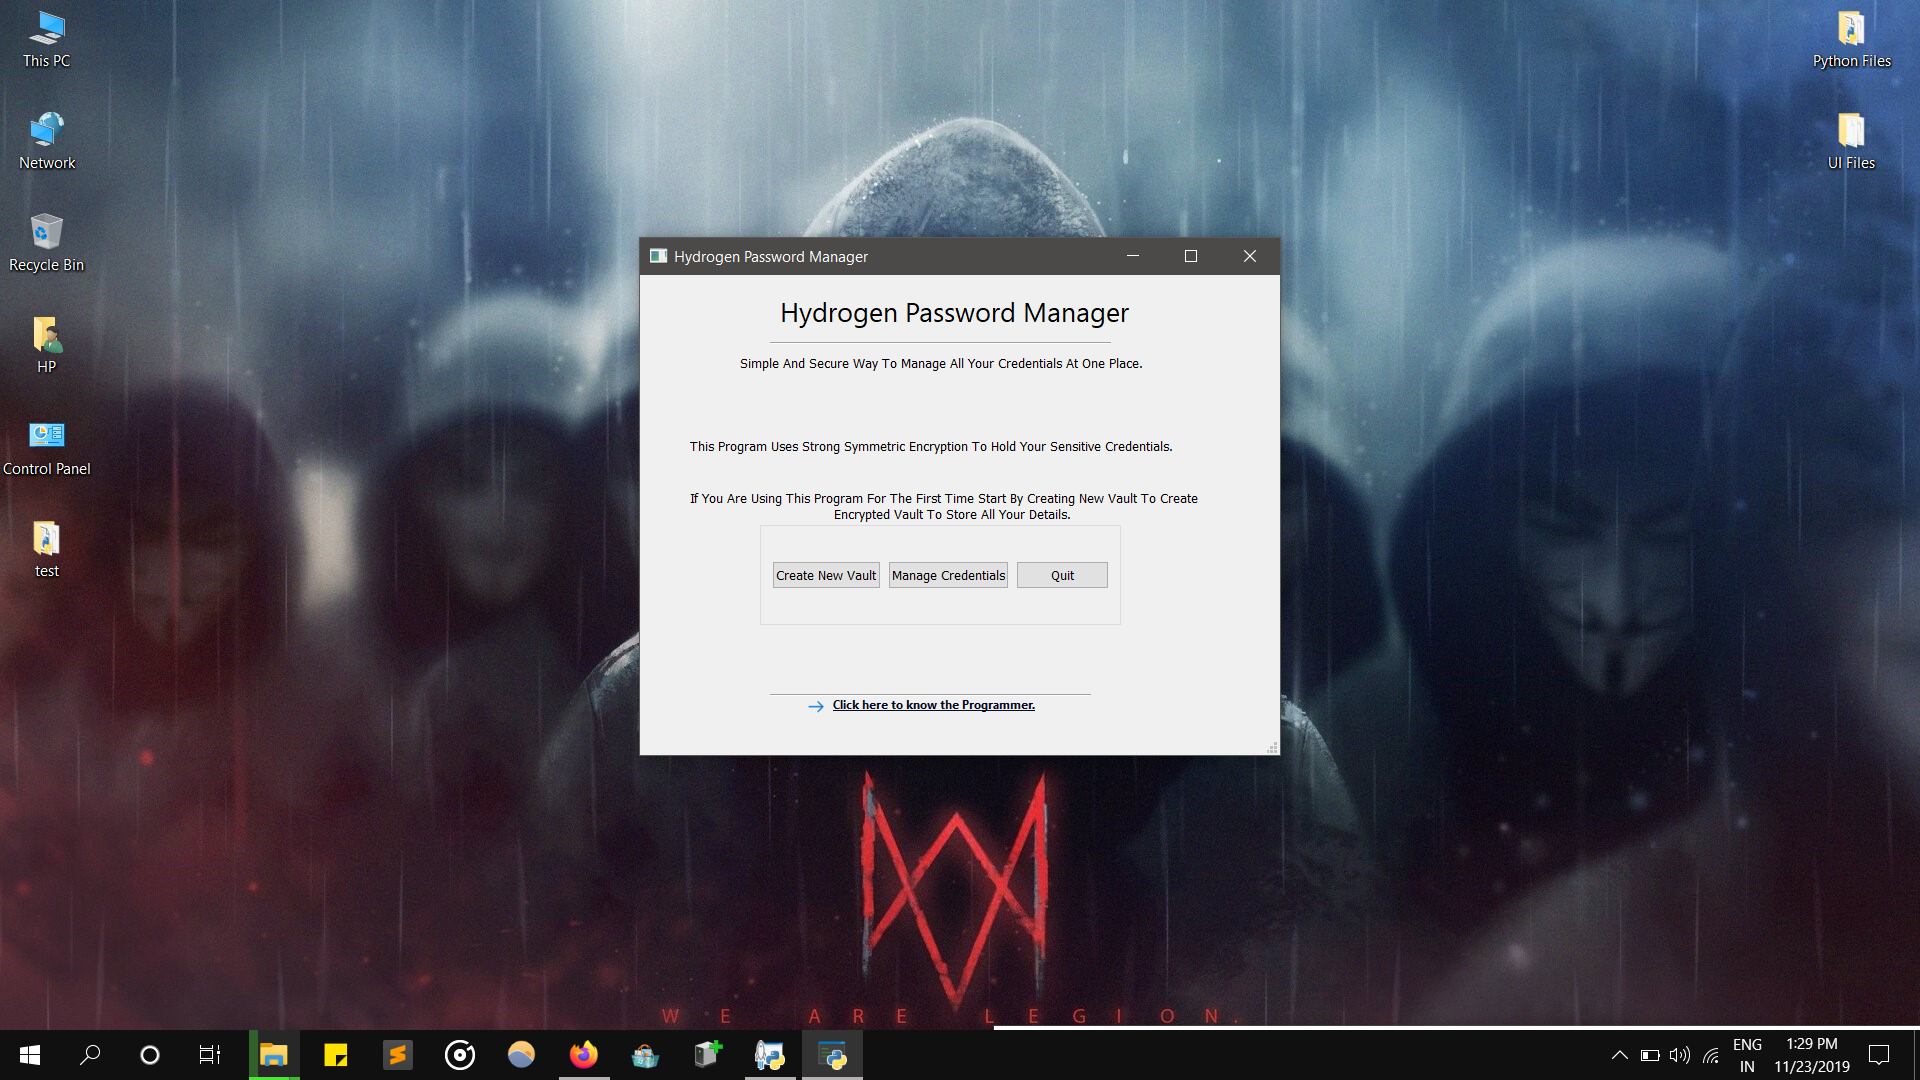 This PC
Network
Recycle Bin
HP
Control Panel
test
Python Files
UI Files
Hydrogen Password Manager
Hydrogen Password Manager
Simple And Secure Way To Manage All Your Credentials At One Place.
This Program Uses Strong Symmetric Encryption To Hold Your Sensitive Credentials.
If You Are Using This Program For The First Time Start By Creating New Vault To Create
Encrypted Vault To Store All Your Details.
Create New Vault
Manage Credentials
Quit
Click here to know the Programmer.
WE ARE LEGION.
ENG
IN
1:29 PM
11/23/2019